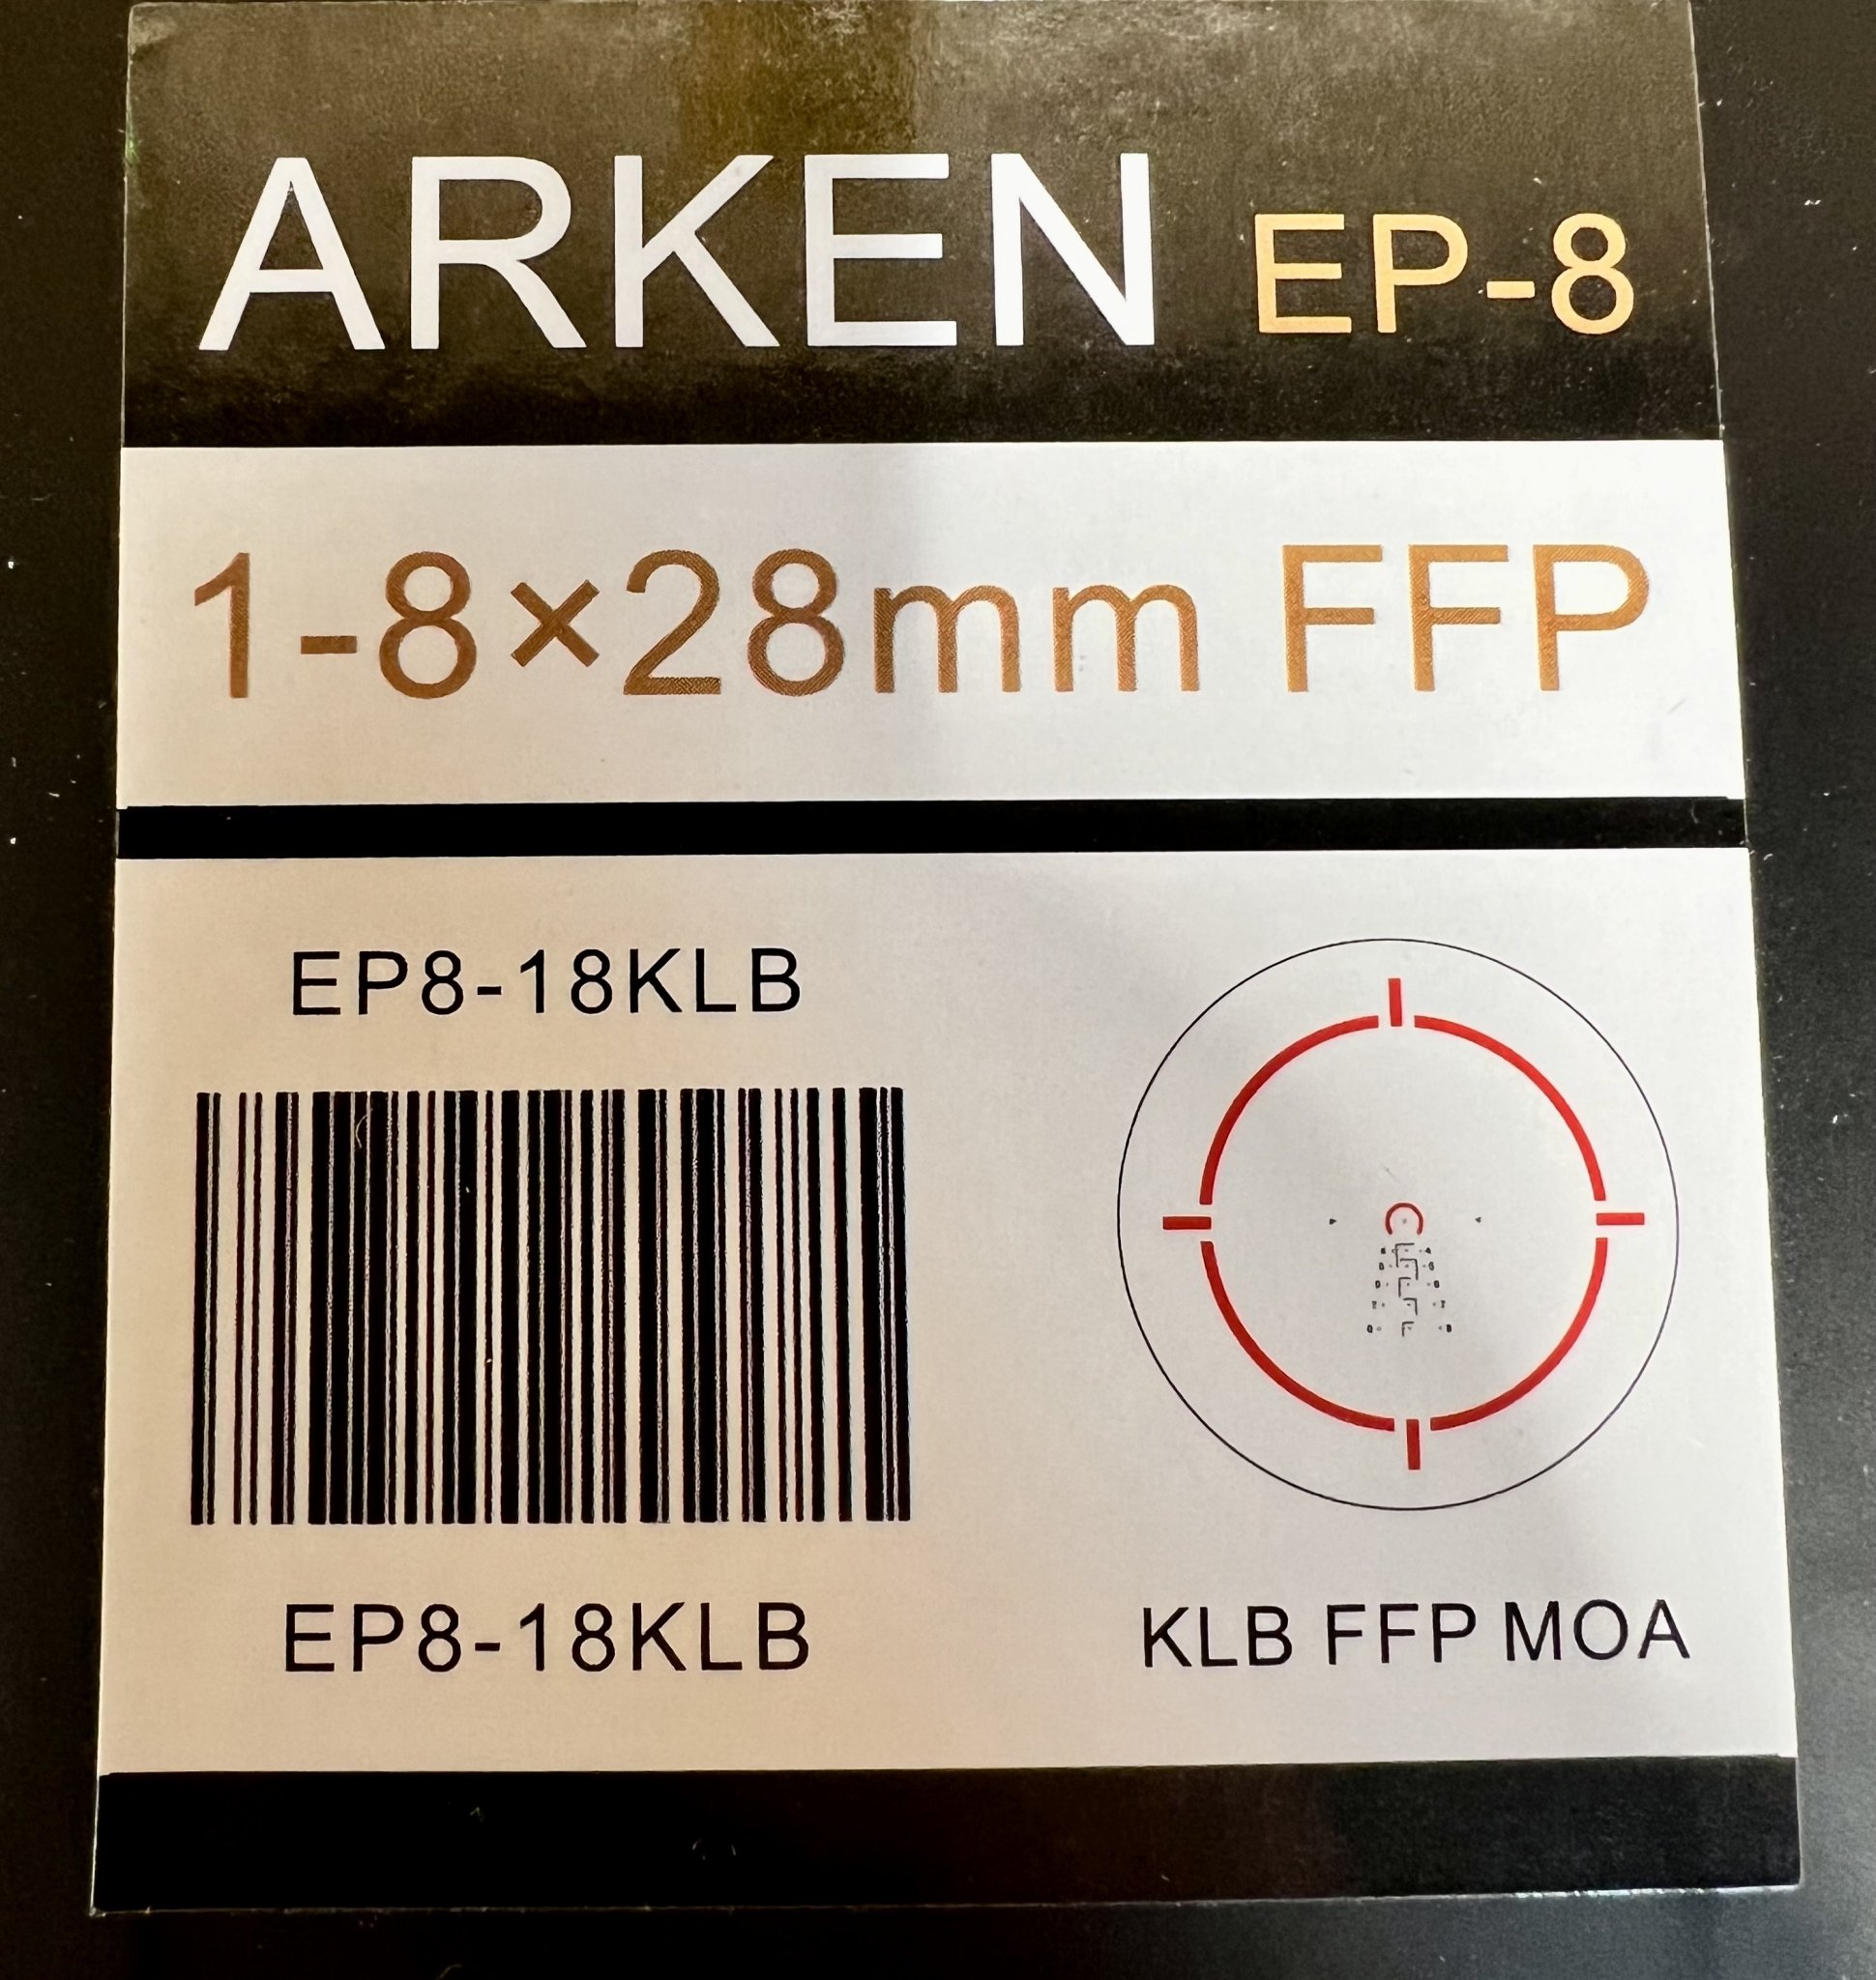 ARKEN EP-8
1-8×28mm FFP
EP8-18KLB
EP8-18KLB
KLB FFP MOA